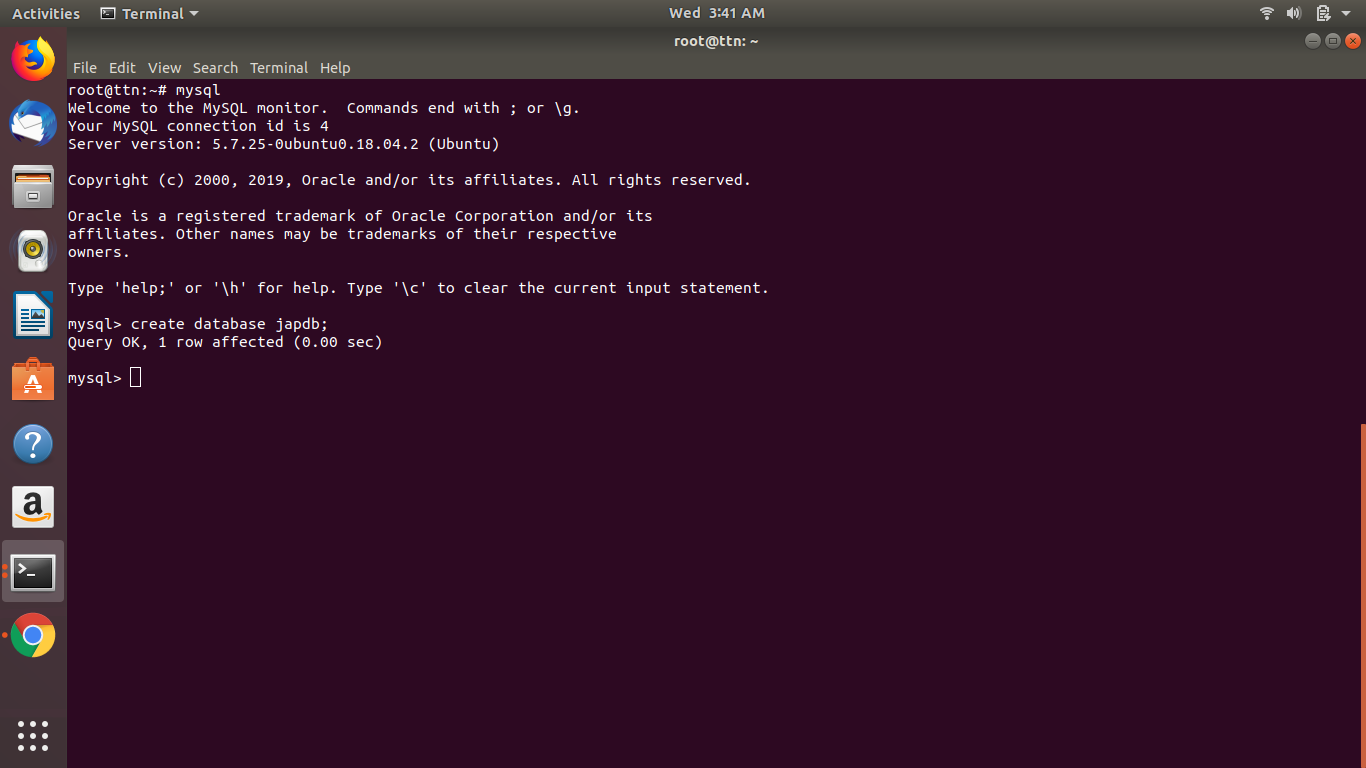 Activities Terminal Wed 3:41 AM
root@ttn: ~
File Edit View Search Terminal Help
root@ttn:~# mysql
Welcome to the MySQL monitor.  Commands end with ; or \g.
Your MySQL connection id is 4
Server version: 5.7.25-0ubuntu0.18.04.2 (Ubuntu)
Copyright (c) 2000, 2019, Oracle and/or its affiliates. All rights reserved.
Oracle is a registered trademark of Oracle Corporation and/or its
affiliates. Other names may be trademarks of their respective
owners.
Type 'help;' or '\h' for help. Type '\c' to clear the current input statement.
mysql> create database japdb;
Query OK, 1 row affected (0.00 sec)
mysql>